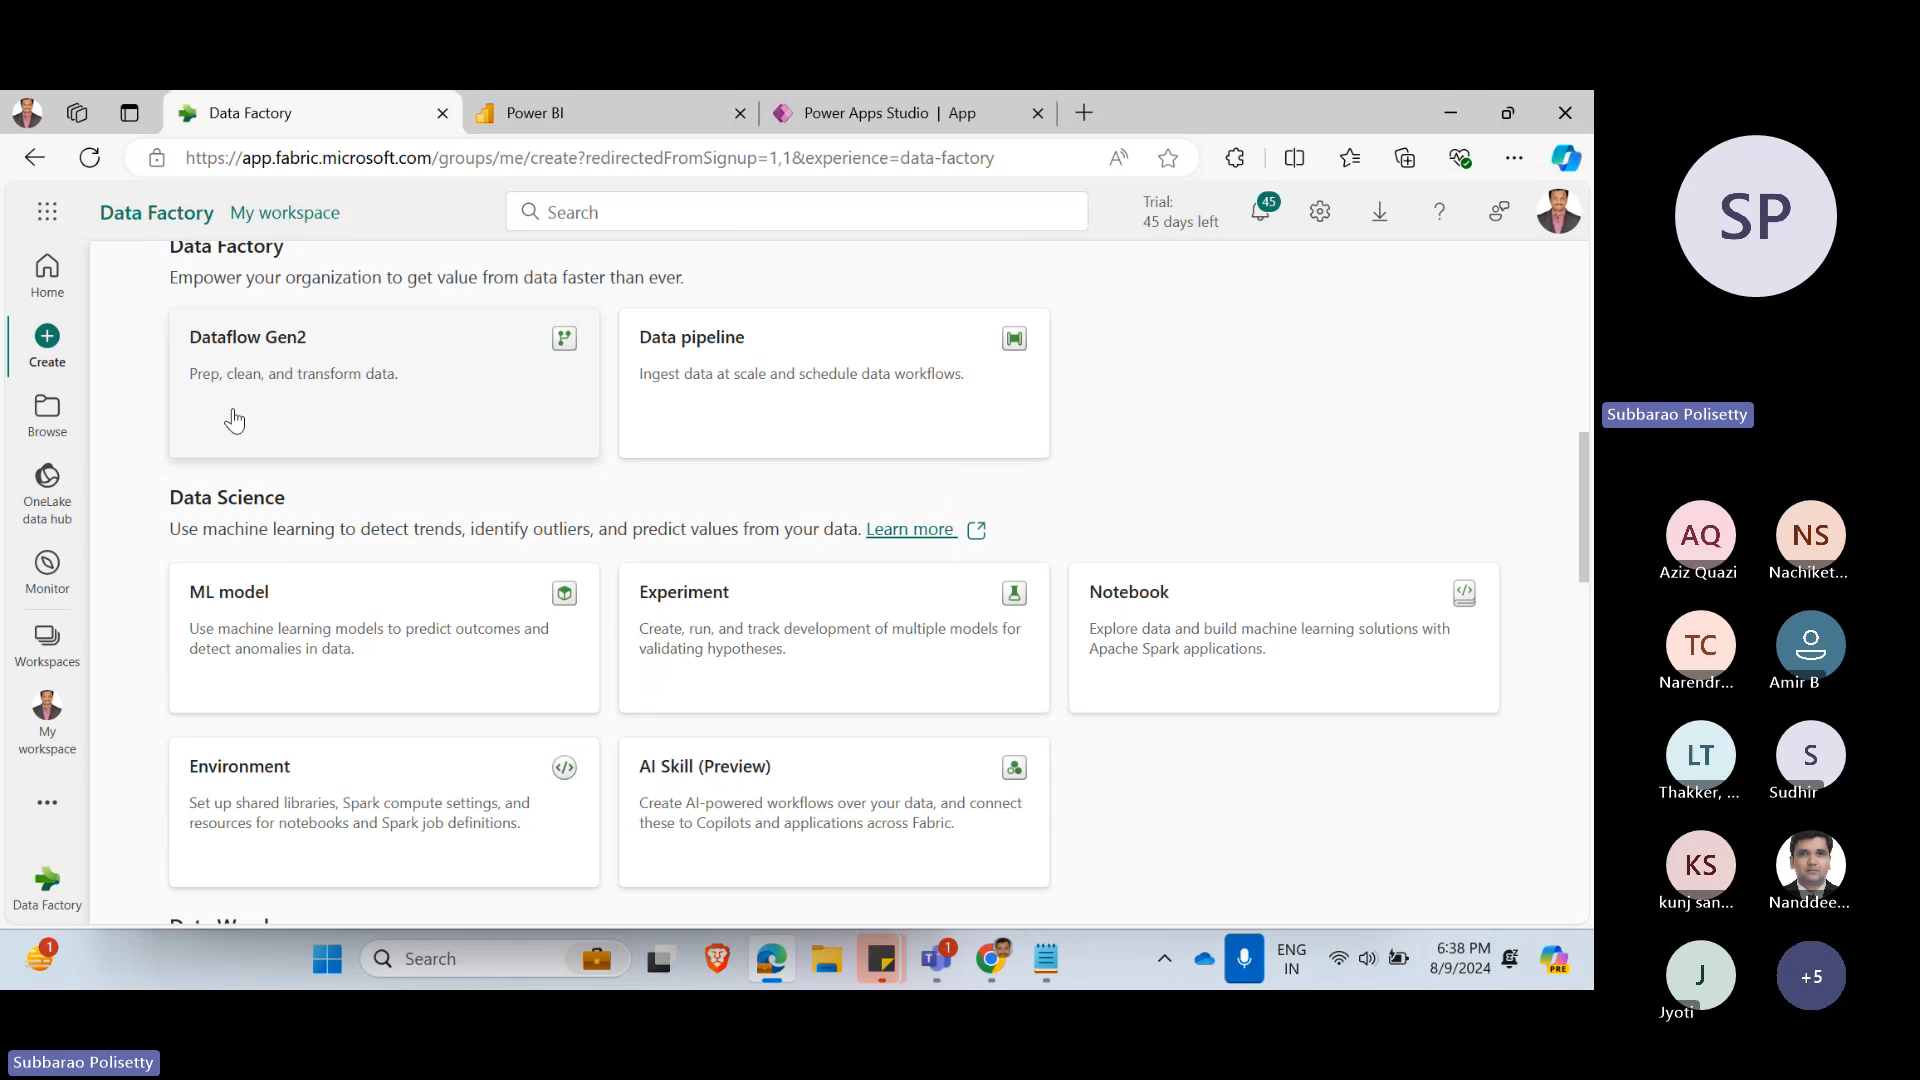 Data Factory
Power BI
Power Apps Studio | App
https://app.fabric.microsoft.com/groups/me/create?redirectedFromSignup=1,1&experience=data-factory
Data Factory My workspace
Search
Trial:
45 days left
45
Home
Create
Browse
OneLake
data hub
Monitor
Workspaces
My
workspace
Data Factory
Data Factory
Empower your organization to get value from data faster than ever.
Dataflow Gen2
Prep, clean, and transform data.
Data pipeline
Ingest data at scale and schedule data workflows.
Data Science
Use machine learning to detect trends, identify outliers, and predict values from your data. Learn more
ML model
Use machine learning models to predict outcomes and
detect anomalies in data.
Experiment
Create, run, and track development of multiple models for
validating hypotheses.
Notebook
Explore data and build machine learning solutions with
Apache Spark applications.
Environment
Set up shared libraries, Spark compute settings, and
resources for notebooks and Spark job definitions.
AI Skill (Preview)
Create AI-powered workflows over your data, and connect
these to Copilots and applications across Fabric.
1
Search
1
ENG
IN
6:38 PM
8/9/2024
PRE
SP
Subbarao Polisetty
AQ
Aziz Quazi
NS
Nachiket...
TC
Narendr...
Amir B
LT
Thakker, ...
S
Sudhir
KS
kunj san...
Nanddee...
J
Jyoti
+5
Subbarao Polisetty